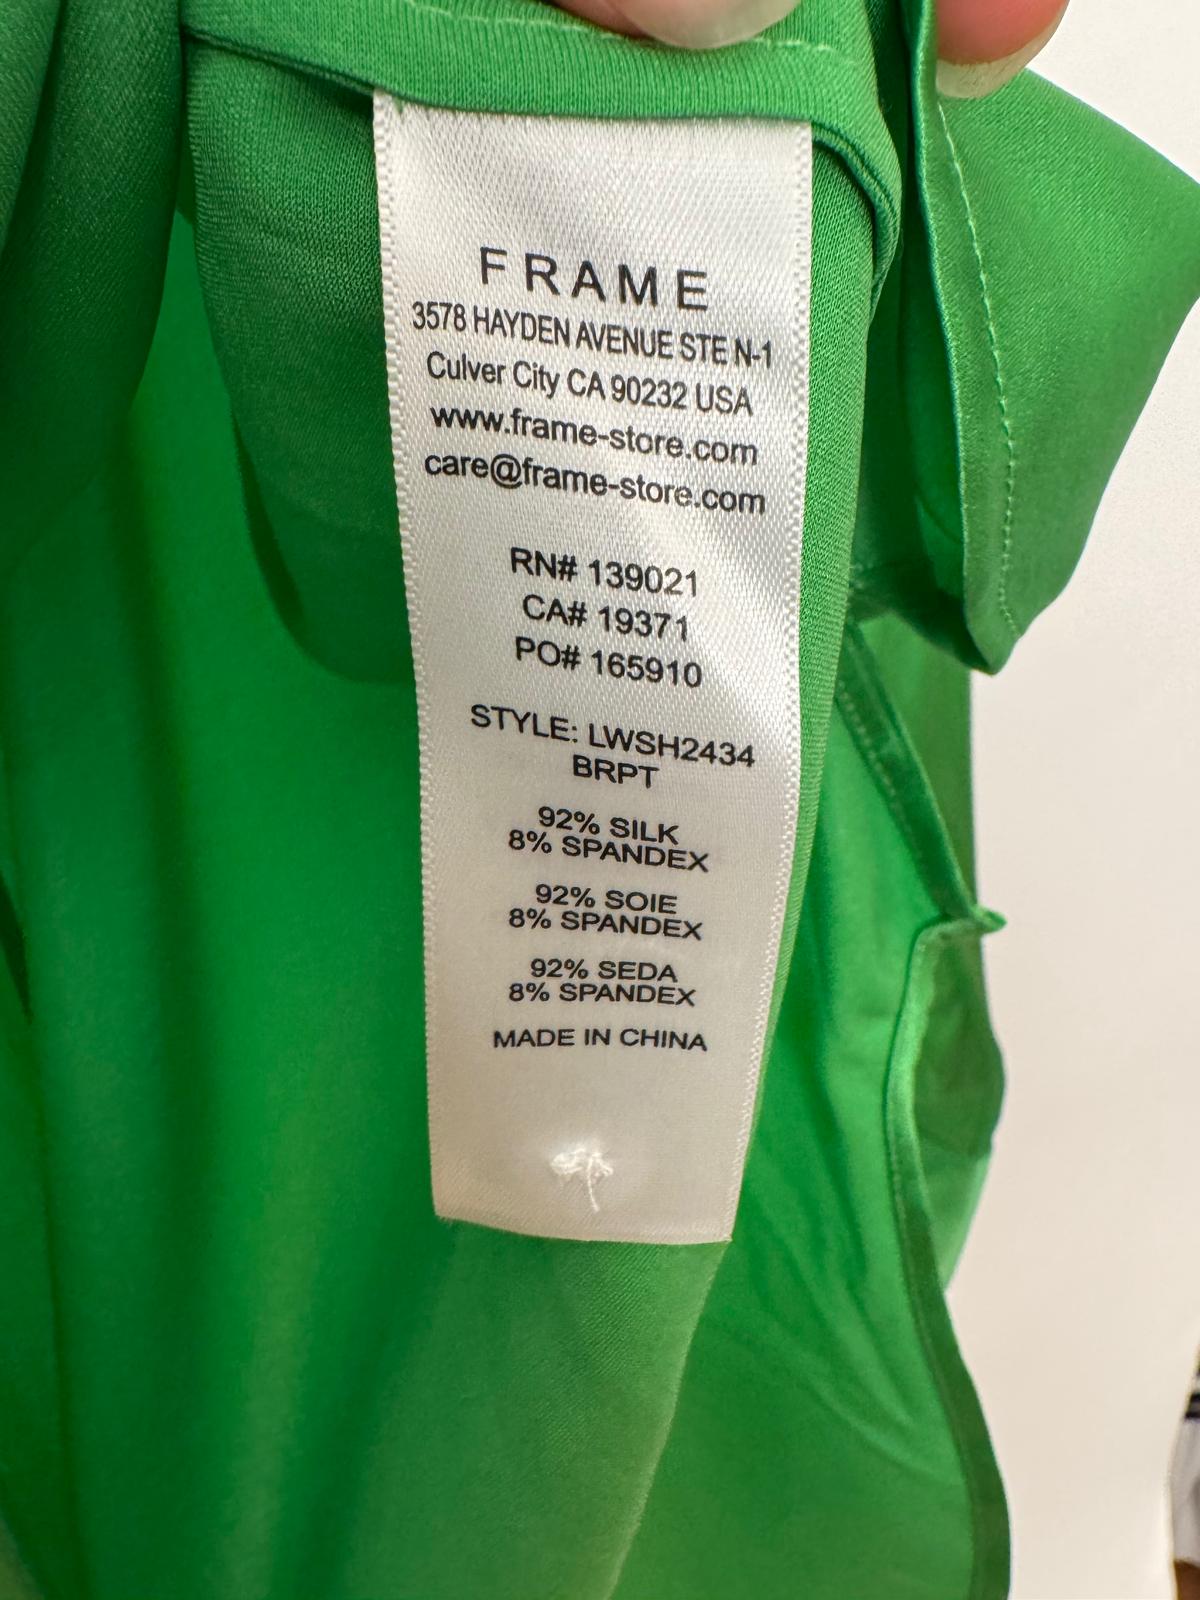 FRAME
3578 HAYDEN AVENUE STE N-1
Culver City CA 90232 USA
www.frame-store.com
care@frame-store.com
RN# 139021
CA# 19371
PO# 165910
STYLE: LWSH2434
BRPT
92% SILK
8% SPANDEX
92% SOIE
8% SPANDEX
92% SEDA
8% SPANDEX
MADE IN CHINA